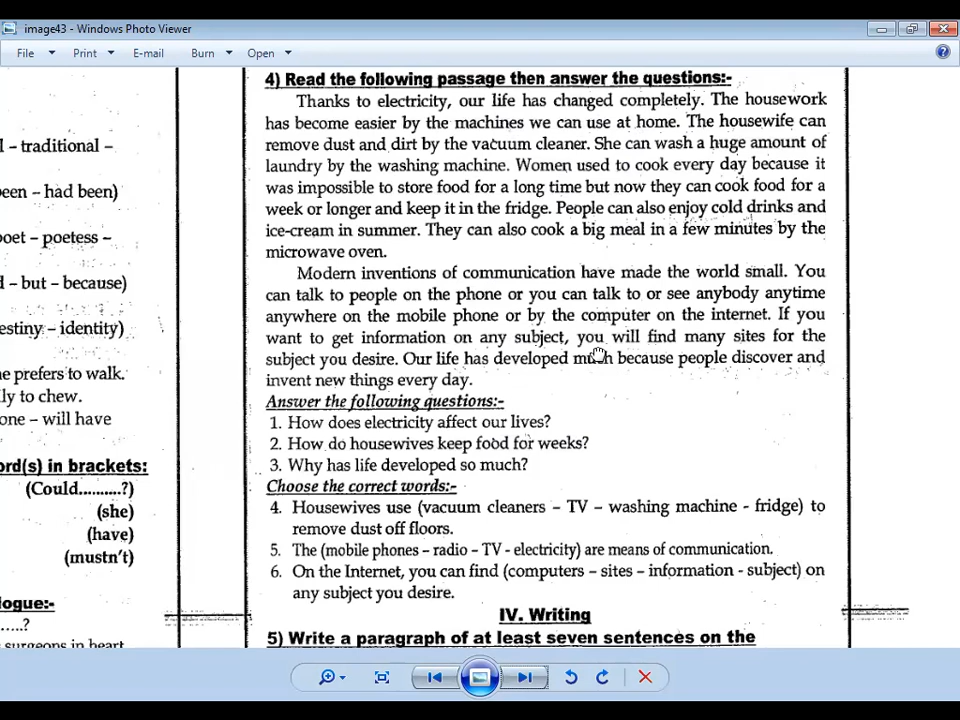 image43 - Windows Photo Viewer
File Print E-mail Burn Open
4) Read the following passage then answer the questions:-
Thanks to electricity, our life has changed completely. The housework
has become easier by the machines we can use at home. The housewife can
remove dust and dirt by the vacuum cleaner. She can wash a huge amount of
laundry by the washing machine. Women used to cook every day because it
was impossible to store food for a long time but now they can cook food for a
week or longer and keep it in the fridge. People can also enjoy cold drinks and
ice-cream in summer. They can also cook a big meal in a few minutes by the
microwave oven.
Modern inventions of communication have made the world small. You
can talk to people on the phone or you can talk to or see anybody anytime
anywhere on the mobile phone or by the computer on the internet. If you
want to get information on any subject, you will find many sites for the
subject you desire. Our life has developed much because people discover and
invent new things every day.
Answer the following questions:-
1. How does electricity affect our lives?
2. How do housewives keep food for weeks?
3. Why has life developed so much?
Choose the correct words:-
4. Housewives use (vacuum cleaners – TV – washing machine - fridge) to
remove dust off floors.
5. The (mobile phones – radio – TV - electricity) are means of communication.
6. On the Internet, you can find (computers – sites – information - subject) on
any subject you desire.
IV. Writing
5) Write a paragraph of at least seven sentences on the
– traditional –
een – had been)
poet – poetess –
– but – because)
estiny – identity)
e prefers to walk.
ly to chew.
one – will have
ord(s) in brackets:
(Could..........?)
(she)
(have)
(mustn't)
logue:-
.....?
surgeons in heart